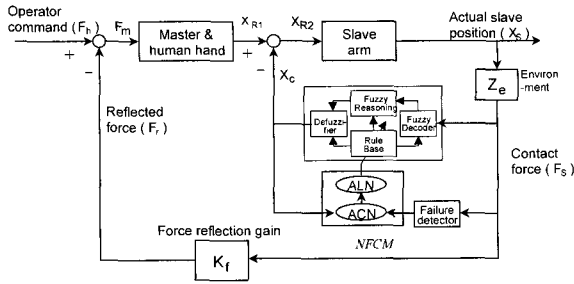 Operator
command ( Fh )
Fm
Master &
human hand
XR1
XR2
Slave
arm
Actual slave
position ( XS )
+
−
+
−
Xc
Ze
Environ
-ment
Reflected
force ( Fr )
Fuzzy
Reasoning
Defuzzi-
fier
Fuzzy
Decoder
Rule
Base
Contact
force ( FS )
ALN
ACN
Failure
detector
NFCM
Force reflection gain
Kf